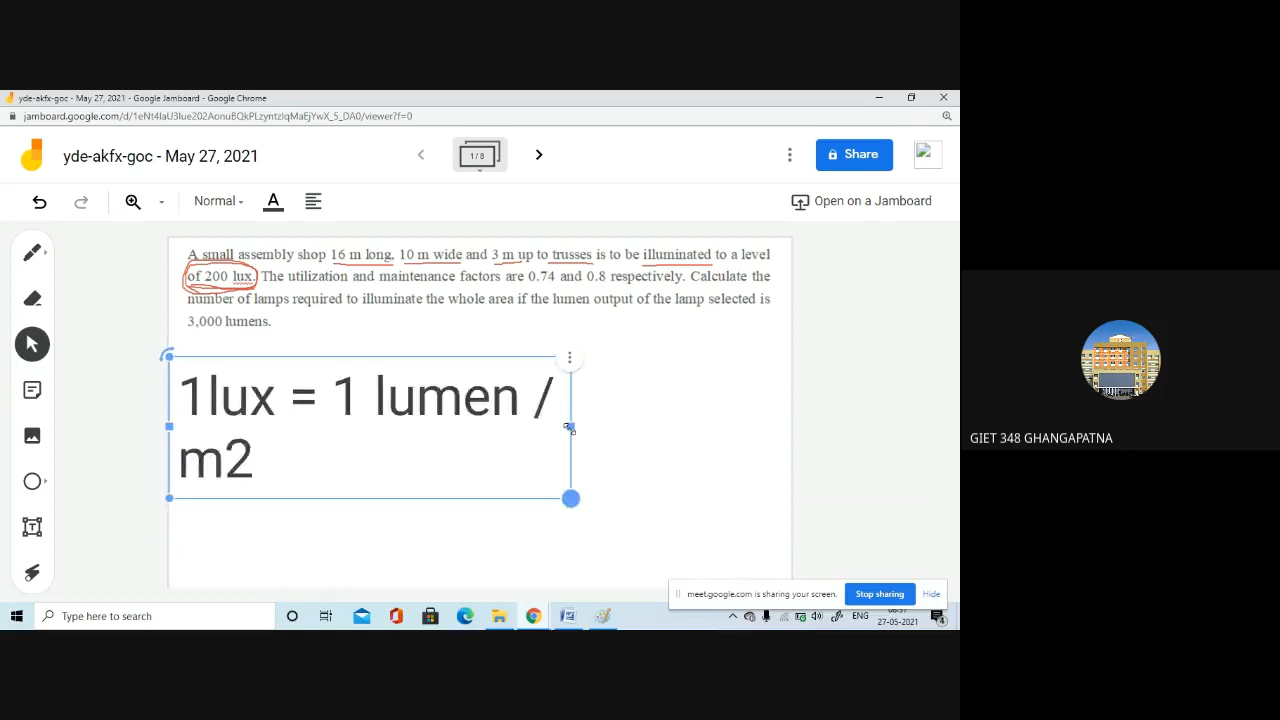 yde-akfx-goc - May 27, 2021 - Google Jamboard - Google Chrome
jamboard.google.com/d/1eNt4IaU3Iue202AonuBQkPLzyntzIqMaEjYwX_5_DA0/viewer?f=0
yde-akfx-goc - May 27, 2021
1 / 8
Share
Normal
A
Open on a Jamboard
A small assembly shop 16 m long, 10 m wide and 3 m up to trusses is to be illuminated to a level
of 200 lux. The utilization and maintenance factors are 0.74 and 0.8 respectively. Calculate the
number of lamps required to illuminate the whole area if the lumen output of the lamp selected is
3,000 lumens.
1lux = 1 lumen /
m2
T
GIET 348 GHANGAPATNA
meet.google.com is sharing your screen.
Stop sharing
Hide
Type here to search
ENG
27-05-2021
4